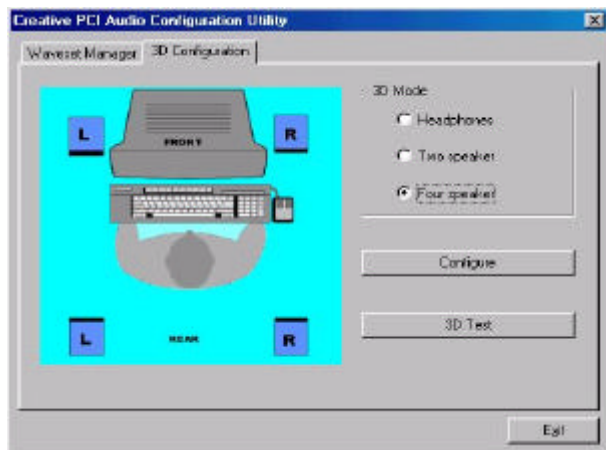 Creative PCI Audio Configuration Utility
Waveset Manager
3D Configuration
L
FRONT
R
L
REAR
R
3D Mode
Headphones
Two speaker
Four speaker
Configure
3D Test
Exit